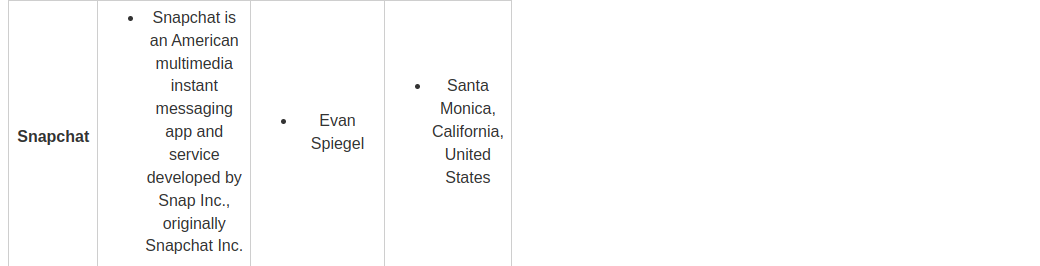 Snapchat
• Snapchat is
an American
multimedia
instant
messaging
app and
service
developed by
Snap Inc.,
originally
Snapchat Inc.
• Evan
Spiegel
• Santa
Monica,
California,
United
States